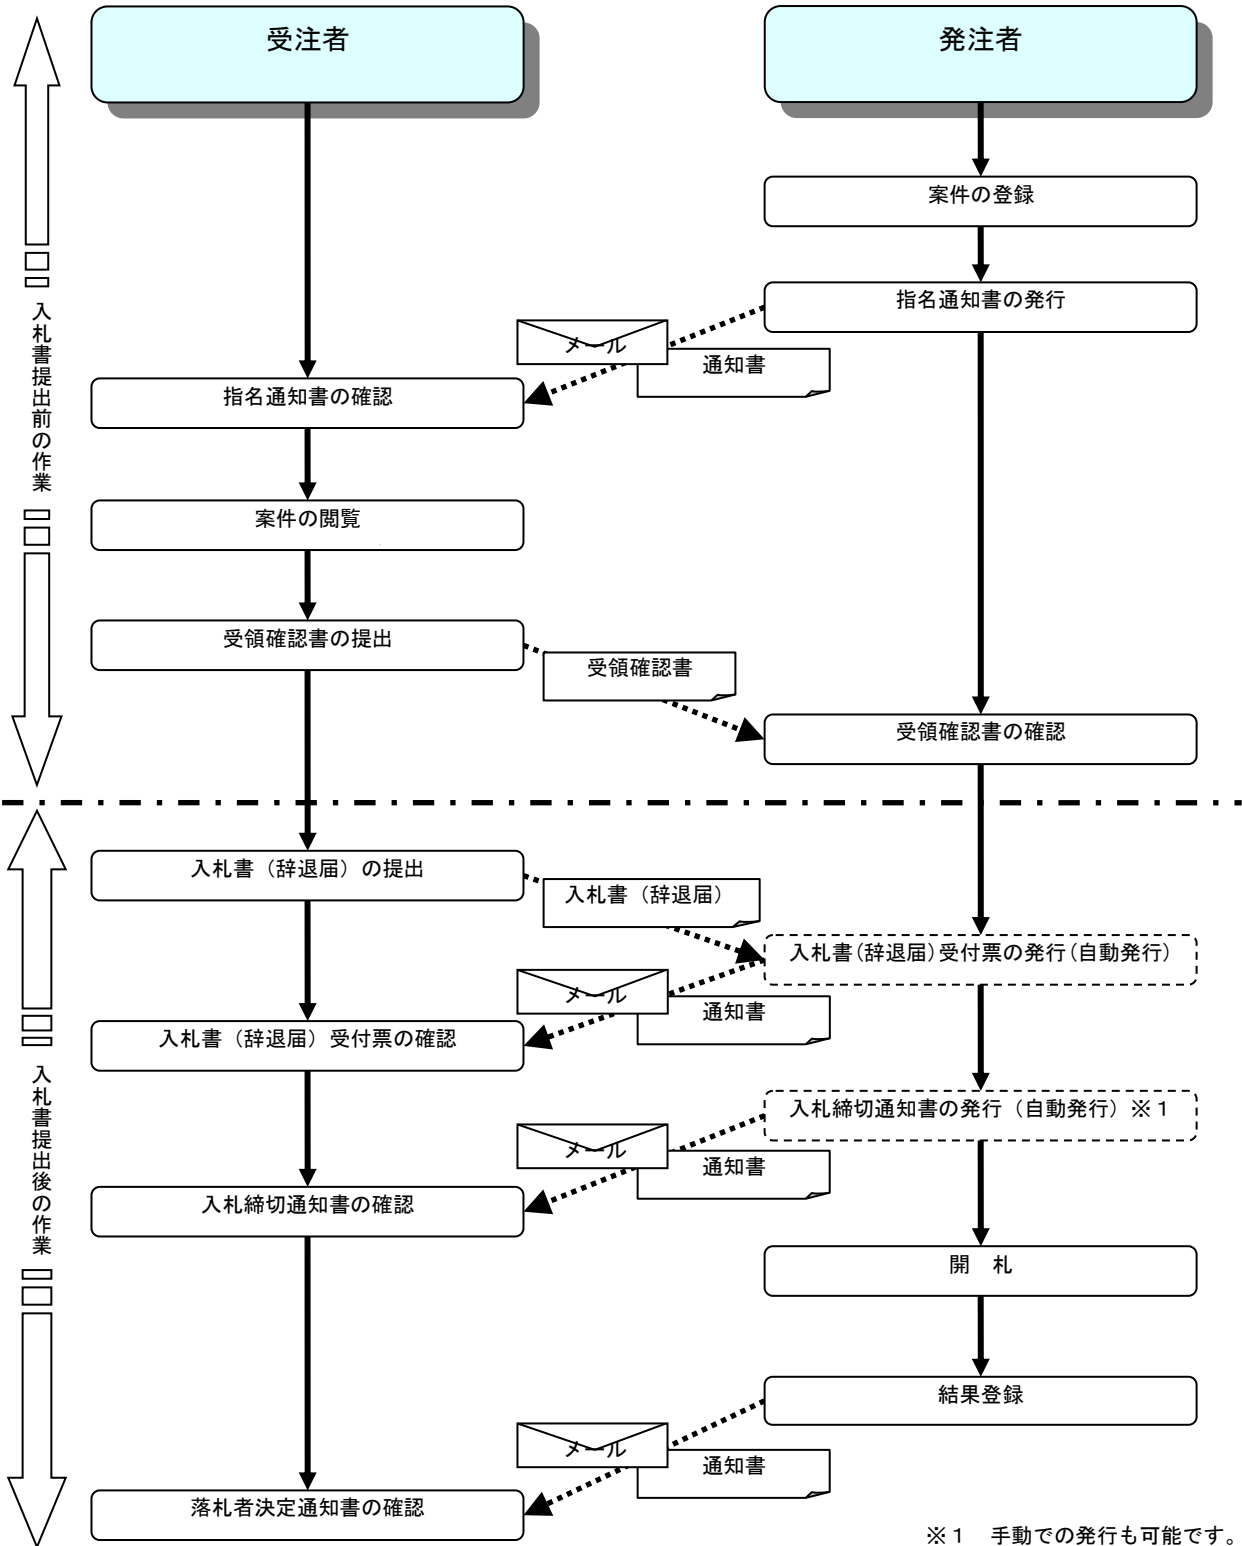 受注者
発注者
案件の登録
指名通知書の発行
メール
通知書
指名通知書の確認
入札書提出前の作業
案件の閲覧
受領確認書の提出
受領確認書
受領確認書の確認
入札書（辞退届）の提出
入札書（辞退届）
入札書(辞退届)受付票の発行(自動発行)
メール
通知書
入札書（辞退届）受付票の確認
入札書提出後の作業
入札締切通知書の発行（自動発行）※１
メール
通知書
入札締切通知書の確認
開　札
結果登録
メール
通知書
落札者決定通知書の確認
※１　手動での発行も可能です。